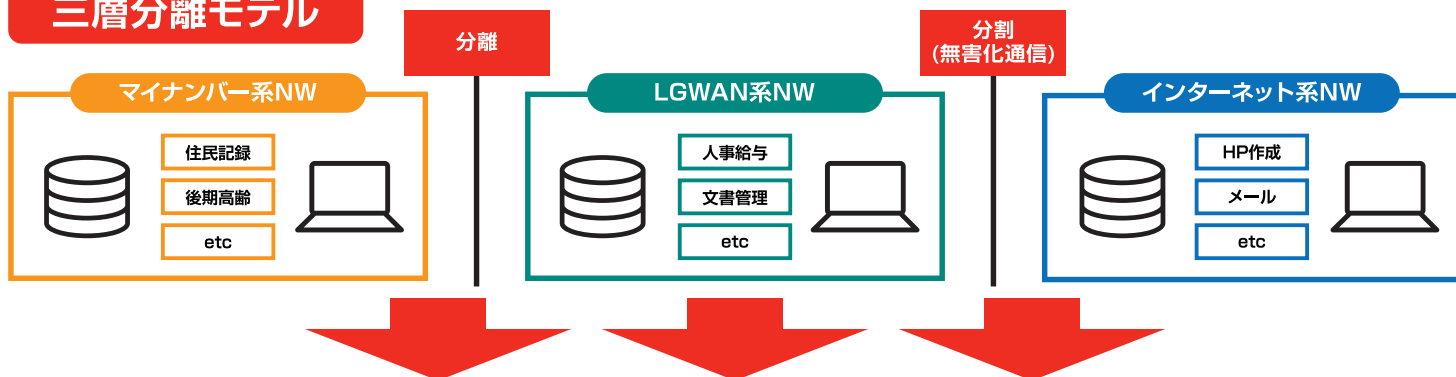 三層分離モデル
分離
分割
(無害化通信)
マイナンバー系NW
住民記録
後期高齢
etc
LGWAN系NW
人事給与
文書管理
etc
インターネット系NW
HP作成
メール
etc